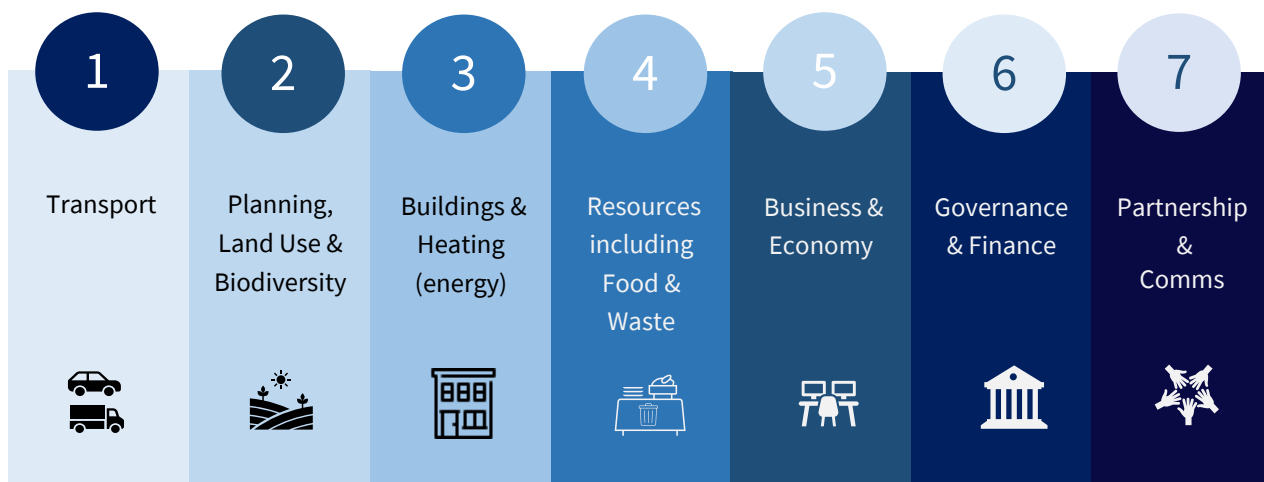 1
Transport
2
Planning,
Land Use &
Biodiversity
3
Buildings &
Heating
(energy)
4
Resources
including
Food &
Waste
5
Business &
Economy
6
Governance
& Finance
7
Partnership
&
Comms